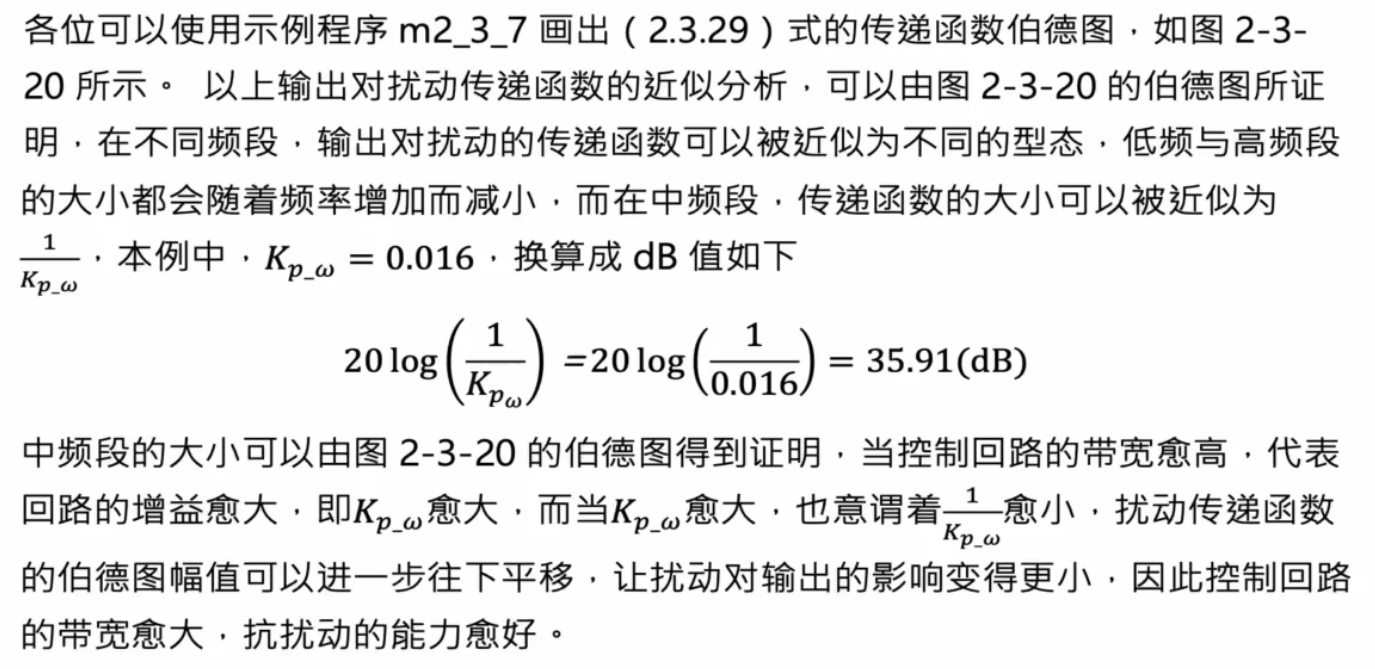 各位可以使用示例程序 m2_3_7 画出（2.3.29）式的传递函数伯德图，如图 2-3-
20 所示。 以上输出对扰动传递函数的近似分析，可以由图 2-3-20 的伯德图所证
明，在不同频段，输出对扰动的传递函数可以被近似为不同的型态，低频与高频段
的大小都会随着频率增加而减小，而在中频段，传递函数的大小可以被近似为
$\frac{1}{K_{p\_\omega}}$，本例中，$K_{p\_\omega} = 0.016$，换算成 dB 值如下
$20\log\left(\frac{1}{K_{p_\omega}}\right) = 20\log\left(\frac{1}{0.016}\right) = 35.91(\text{dB})$
中频段的大小可以由图 2-3-20 的伯德图得到证明，当控制回路的带宽愈高，代表
回路的增益愈大，即$K_{p\_\omega}$愈大，而当$K_{p\_\omega}$愈大，也意谓着$\frac{1}{K_{p\_\omega}}$愈小，扰动传递函数
的伯德图幅值可以进一步往下平移，让扰动对输出的影响变得更小，因此控制回路
的带宽愈大，抗扰动的能力愈好。